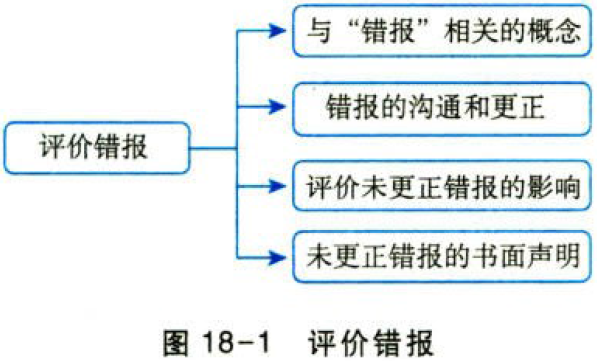 与“错报”相关的概念
错报的沟通和更正
评价错报
评价未更正错报的影响
未更正错报的书面声明
图 18-1 评价错报